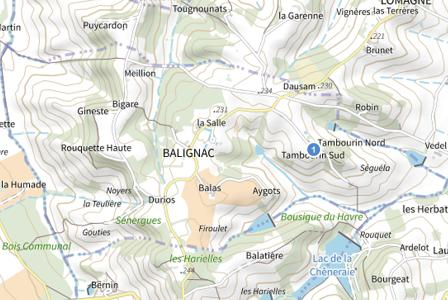 Tougnounats
LOMAGNE
la Garenne
Vignères
las Terrères
Puycardon
.221
Brunet
Meillion
Dausam
.230
.234
Bigare
Gineste
.231
Robin
la Salle
Tambourin Nord
Vedel
Rouquette Haute
BALIGNAC
1
Tambourin Sud
Séguéla
la Humade
Noyers
Balas
Aygots
la Teulière
Durios
les Herbat
Sénergues
Bousigue du Havre
Gouties
Firoulet
Rouquet
Bois Communal
les Harielles
Balatière
Lac de la
Chêneraie
Ardelot
Lau
.244
Bérnin
Bourgeat
les Harielles